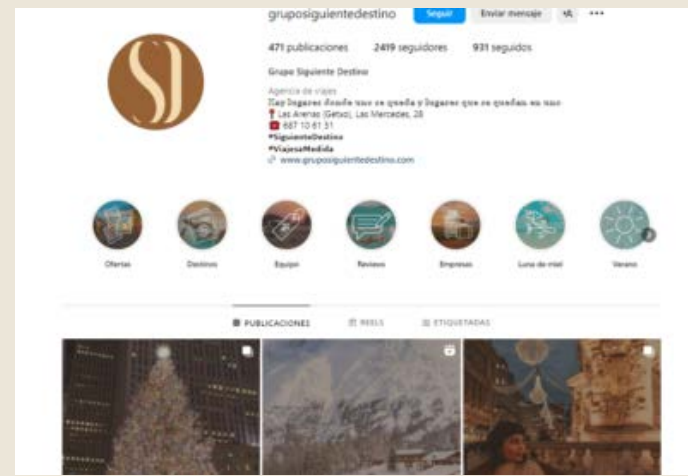 gruposiguientedestino Seguir Enviar mensaje
471 publicaciones 2419 seguidores 931 seguidos
Grupo Siguiente Destino
Agencia de viajes
Hay lugares donde uno se queda y lugares que se quedan en uno
Las Arenas (Getxo), Las Mercedes, 28
687 10 61 31
#SiguienteDestino
#ViajesaMedida
www.gruposiguientedestino.com
Ofertas Destinos Equipo Reviews Empresas Luna de miel Verano
PUBLICACIONES REELS ETIQUETADAS